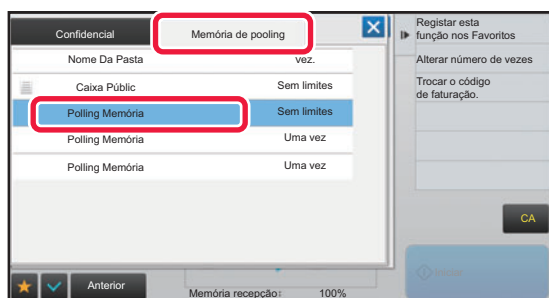 Confidencial
Memória de pooling
Nome Da Pasta
vez.
Caixa Públic
Sem limites
Polling Memória
Sem limites
Polling Memória
Uma vez
Polling Memória
Uma vez
Anterior
Memória recepção:
100%
Registar esta
função nos Favoritos
Alterar número de vezes
Trocar o código
de faturação.
CA
Iniciar